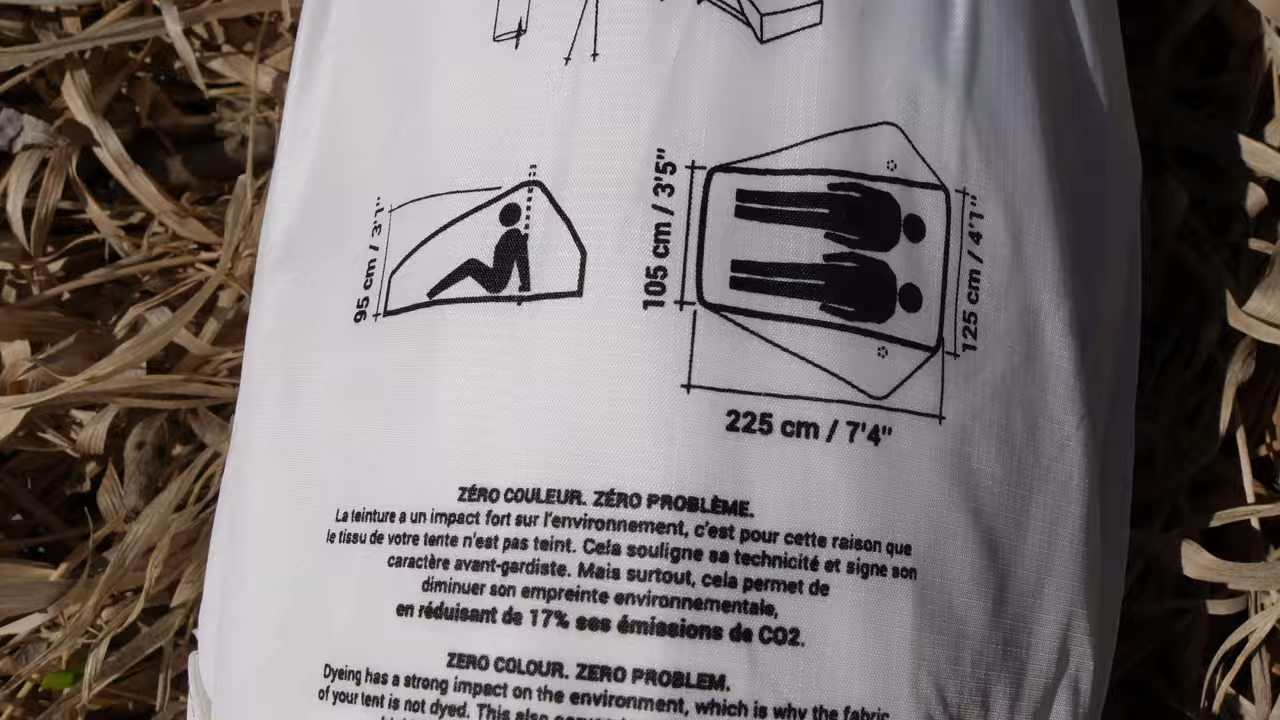 95 cm / 3'1"
105 cm / 3'5"
125 cm / 4'1"
225 cm / 7'4"
ZÉRO COULEUR. ZÉRO PROBLÈME.
La teinture a un impact fort sur l'environnement, c'est pour cette raison que
le tissu de votre tente n'est pas teint. Cela souligne sa technicité et signe son
caractère avant-gardiste. Mais surtout, cela permet de
diminuer son empreinte environnementale,
en réduisant de 17% ses émissions de CO2.
ZERO COLOUR. ZERO PROBLEM.
Dyeing has a strong impact on the environment, which is why the fabric
of your tent is not dyed. This also